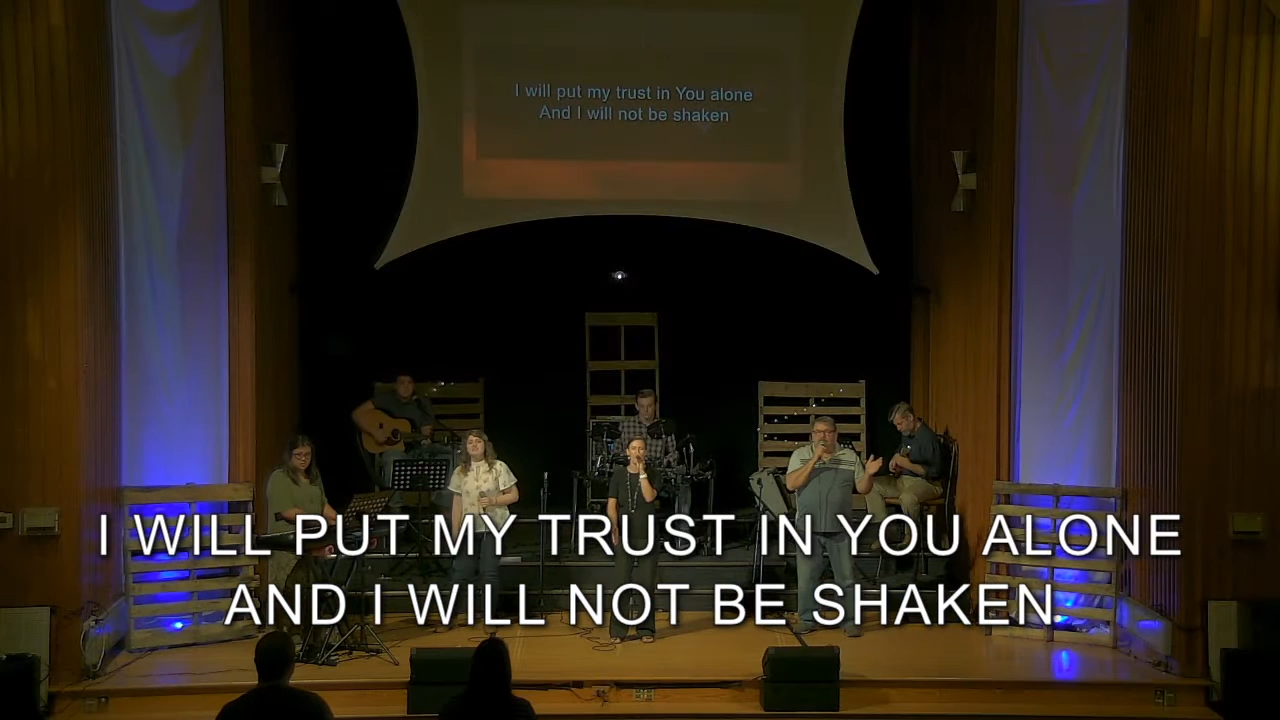 I will put my trust in You alone
And I will not be shaken
I WILL PUT MY TRUST IN YOU ALONE
AND I WILL NOT BE SHAKEN